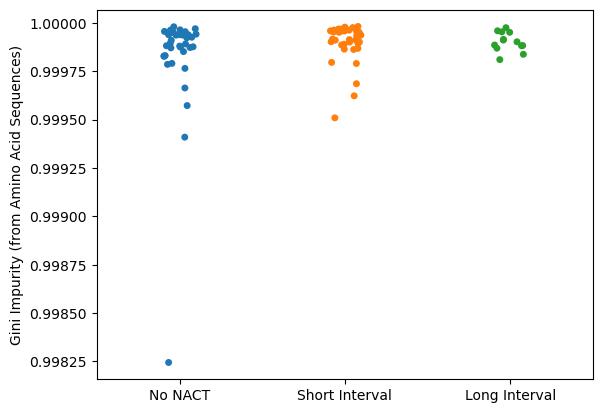 Gini Impurity (from Amino Acid Sequences)
1.00000
0.99975
0.99950
0.99925
0.99900
0.99875
0.99850
0.99825
No NACT
Short Interval
Long Interval